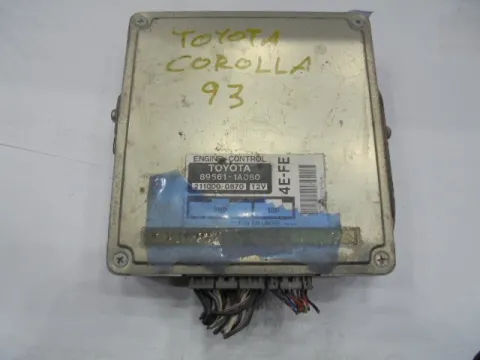 TOYOTA
COROLLA
93
ENGINE CONTROL
TOYOTA
89561-1A080
211000-0870 12V
4E-FE